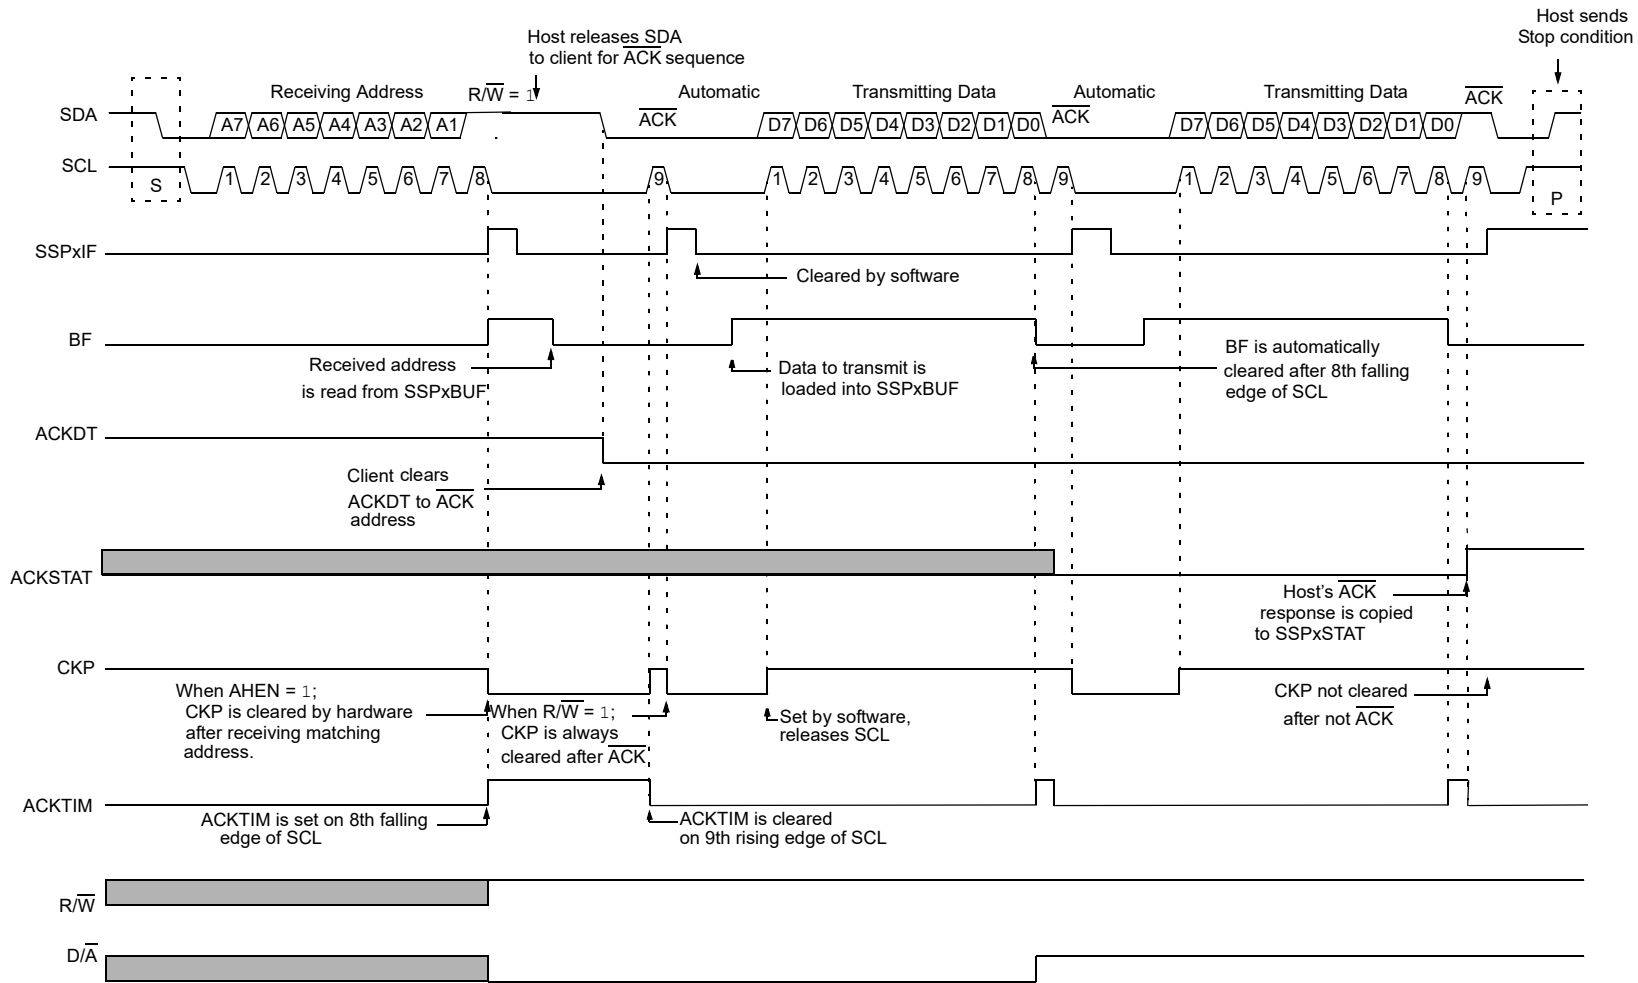 Host sends
Stop condition
Host releases SDA
to client for ACK sequence
Receiving Address
R/W = 1
Automatic
Transmitting Data
Automatic
Transmitting Data
ACK
SDA
A7 A6 A5 A4 A3 A2 A1
ACK
D7 D6 D5 D4 D3 D2 D1 D0
ACK
D7 D6 D5 D4 D3 D2 D1 D0
SCL
S
1 2 3 4 5 6 7 8
9
1 2 3 4 5 6 7 8 9
1 2 3 4 5 6 7 8 9
P
SSPxIF
Cleared by software
BF
Received address
is read from SSPxBUF
Data to transmit is
loaded into SSPxBUF
BF is automatically
cleared after 8th falling
edge of SCL
ACKDT
Client clears
ACKDT to ACK
address
ACKSTAT
Host's ACK
response is copied
to SSPxSTAT
CKP
When AHEN = 1;
CKP is cleared by hardware
after receiving matching
address.
When R/W = 1;
CKP is always
cleared after ACK
Set by software,
releases SCL
CKP not cleared
after not ACK
ACKTIM
ACKTIM is set on 8th falling
edge of SCL
ACKTIM is cleared
on 9th rising edge of SCL
R/W
D/A